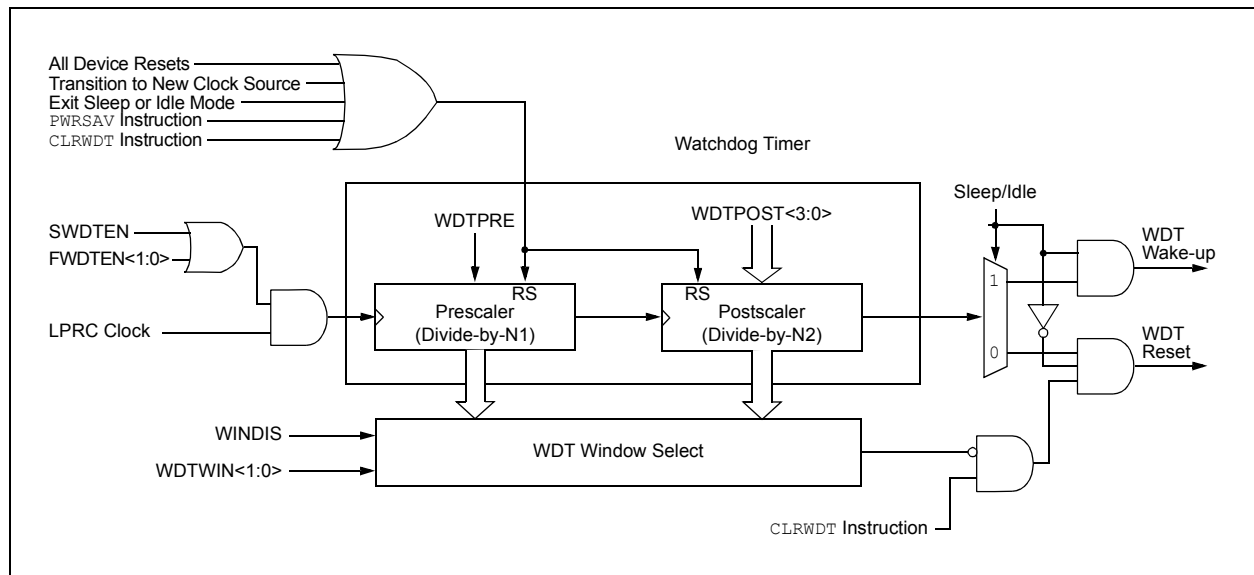 All Device Resets
Transition to New Clock Source
Exit Sleep or Idle Mode
PWRSAV Instruction
CLRWDT Instruction
Watchdog Timer
Sleep/Idle
WDTPRE
WDTPOST<3:0>
SWDTEN
FWDTEN<1:0>
LPRC Clock
RS
Prescaler
(Divide-by-N1)
RS
Postscaler
(Divide-by-N2)
1
0
WDT
Wake-up
WDT
Reset
WINDIS
WDTWIN<1:0>
WDT Window Select
CLRWDT Instruction